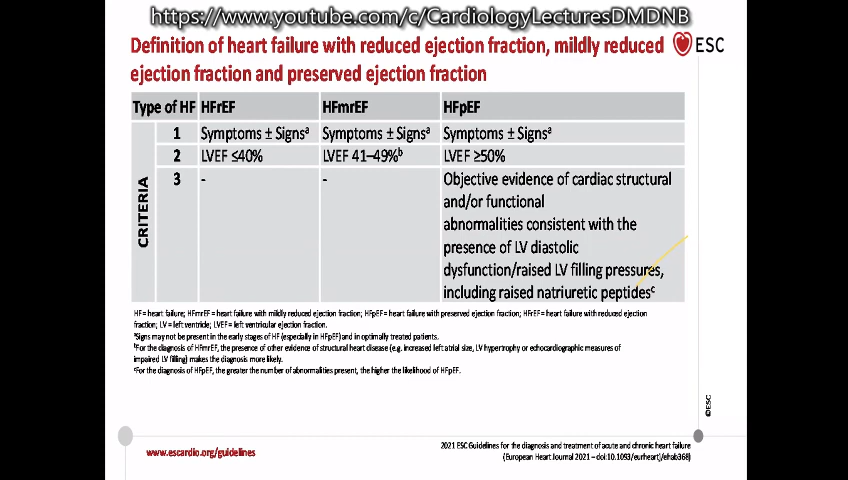 https://www.youtube.com/c/CardiologyLecturesDMDNB
Definition of heart failure with reduced ejection fraction, mildly reduced
ejection fraction and preserved ejection fraction
ESC
Type of HF HFrEF HFmrEF HFpEF
CRITERIA
1 Symptoms ± Signsᵃ Symptoms ± Signsᵃ Symptoms ± Signsᵃ
2 LVEF ≤40% LVEF 41–49%ᵇ LVEF ≥50%
3 - - Objective evidence of cardiac structural
and/or functional
abnormalities consistent with the
presence of LV diastolic
dysfunction/raised LV filling pressures,
including raised natriuretic peptidesᶜ
HF = heart failure; HFmrEF = heart failure with mildly reduced ejection fraction; HFpEF = heart failure with preserved ejection fraction; HFrEF = heart failure with reduced ejection
fraction; LV = left ventricle; LVEF = left ventricular ejection fraction.
ᵃSigns may not be present in the early stages of HF (especially in HFpEF) and in optimally treated patients.
ᵇFor the diagnosis of HFmrEF, the presence of other evidence of structural heart disease (e.g. increased left atrial size, LV hypertrophy or echocardiographic measures of
impaired LV filling) makes the diagnosis more likely.
ᶜFor the diagnosis of HFpEF, the greater the number of abnormalities present, the higher the likelihood of HFpEF.
©ESC
www.escardio.org/guidelines
2021 ESC Guidelines for the diagnosis and treatment of acute and chronic heart failure
(European Heart Journal 2021 – doi:10.1093/eurheartj/ehab368)